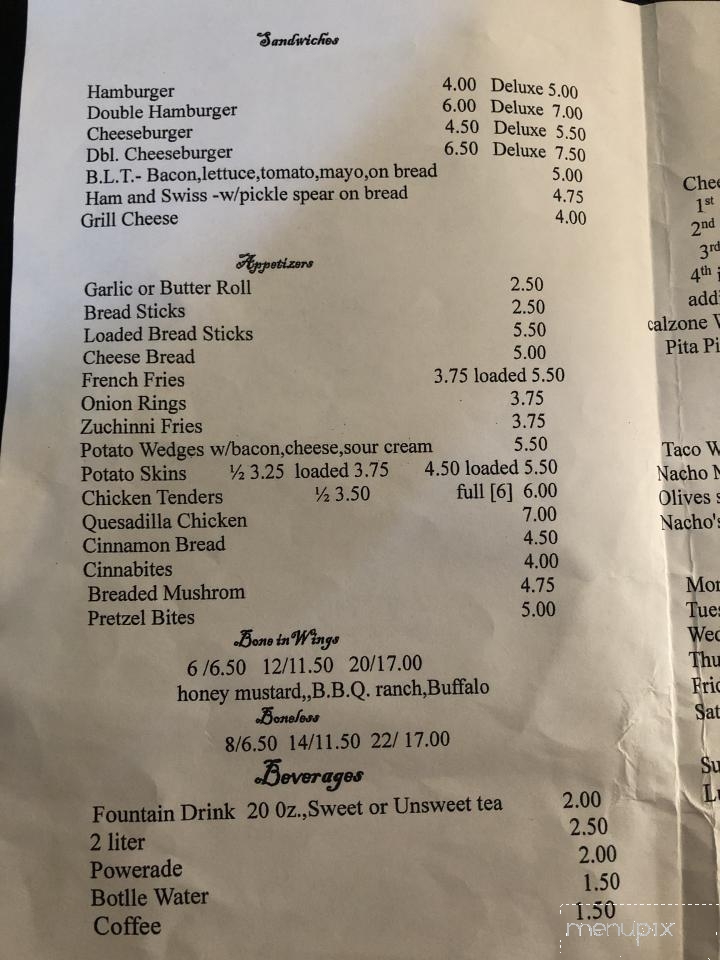 Sandwiches
Hamburger 4.00 Deluxe 5.00
Double Hamburger 6.00 Deluxe 7.00
Cheeseburger 4.50 Deluxe 5.50
Dbl. Cheeseburger 6.50 Deluxe 7.50
B.L.T.- Bacon,lettuce,tomato,mayo,on bread 5.00
Ham and Swiss -w/pickle spear on bread 4.75
Grill Cheese 4.00
Appetizers
Garlic or Butter Roll 2.50
Bread Sticks 2.50
Loaded Bread Sticks 5.50
Cheese Bread 5.00
French Fries 3.75 loaded 5.50
Onion Rings 3.75
Zuchinni Fries 3.75
Potato Wedges w/bacon,cheese,sour cream 5.50
Potato Skins ½ 3.25 loaded 3.75 4.50 loaded 5.50
Chicken Tenders ½ 3.50 full [6] 6.00
Quesadilla Chicken 7.00
Cinnamon Bread 4.50
Cinnabites 4.00
Breaded Mushrom 4.75
Pretzel Bites 5.00
Bone in Wings
6 /6.50 12/11.50 20/17.00
honey mustard,,B.B.Q. ranch,Buffalo
Boneless
8/6.50 14/11.50 22/ 17.00
Beverages
Fountain Drink 20 0z.,Sweet or Unsweet tea 2.00
2 liter 2.50
Powerade 2.00
Botlle Water 1.50
Coffee 1.50
Chee
1st
2nd
3rd
4th i
addi
calzone
Pita Pi
Taco W
Nacho
Olives s
Nacho's
Mon
Tues
Wed
Thu
Fric
Sat
Su
menupix